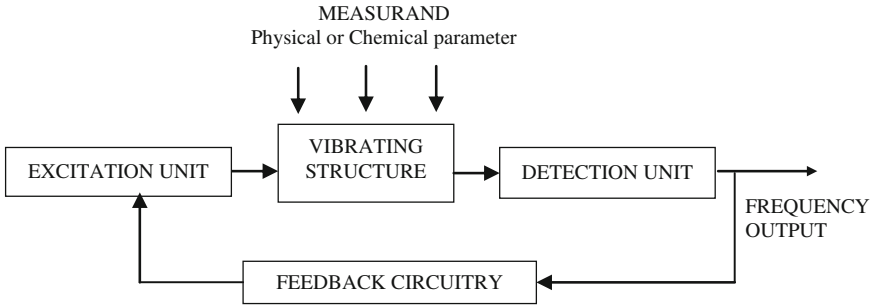 MEASURAND
Physical or Chemical parameter
EXCITATION UNIT
VIBRATING
STRUCTURE
DETECTION UNIT
FREQUENCY
OUTPUT
FEEDBACK CIRCUITRY